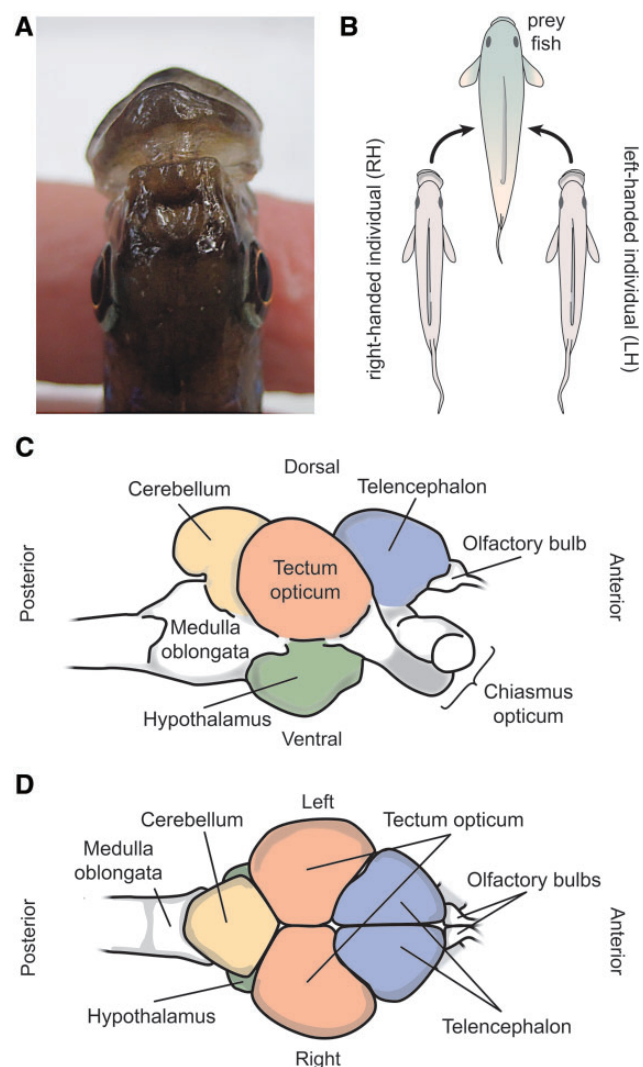 A
B
prey
fish
right-handed individual (RH)
left-handed individual (LH)
C
Dorsal
Cerebellum
Telencephalon
Olfactory bulb
Posterior
Anterior
Tectum
opticum
Medulla
oblongata
Chiasmus
opticum
Hypothalamus
Ventral
D
Left
Cerebellum
Tectum opticum
Medulla
oblongata
Olfactory bulbs
Posterior
Anterior
Hypothalamus
Telencephalon
Right